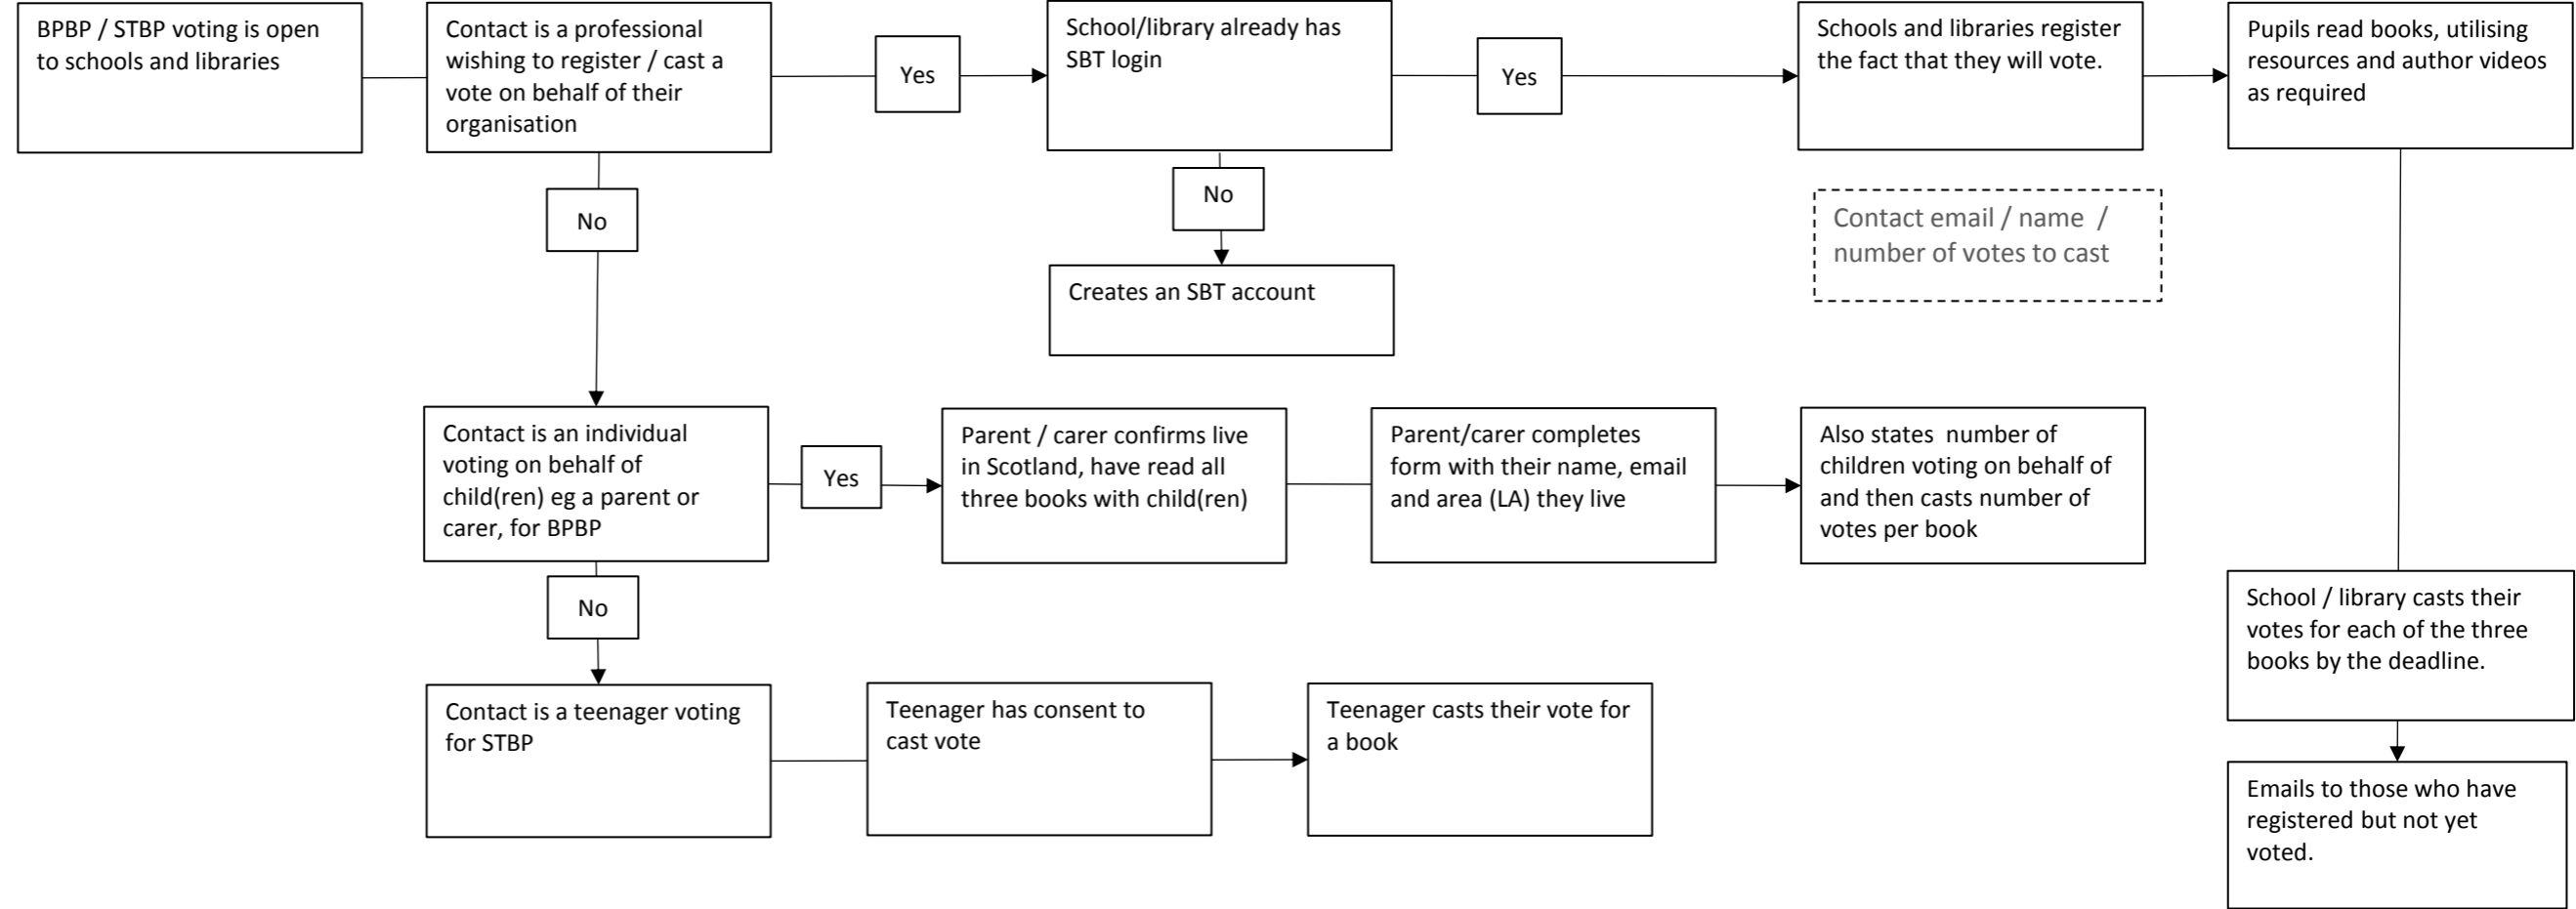 BPBP / STBP voting is open
to schools and libraries
Contact is a professional
wishing to register / cast a
vote on behalf of their
organisation
Yes
School/library already has
SBT login
Yes
Schools and libraries register
the fact that they will vote.
Pupils read books, utilising
resources and author videos
as required
No
No
Contact email / name /
number of votes to cast
Creates an SBT account
Contact is an individual
voting on behalf of
child(ren) eg a parent or
carer, for BPBP
Yes
Parent / carer confirms live
in Scotland, have read all
three books with child(ren)
Parent/carer completes
form with their name, email
and area (LA) they live
Also states number of
children voting on behalf of
and then casts number of
votes per book
No
School / library casts their
votes for each of the three
books by the deadline.
Contact is a teenager voting
for STBP
Teenager has consent to
cast vote
Teenager casts their vote for
a book
Emails to those who have
registered but not yet
voted.